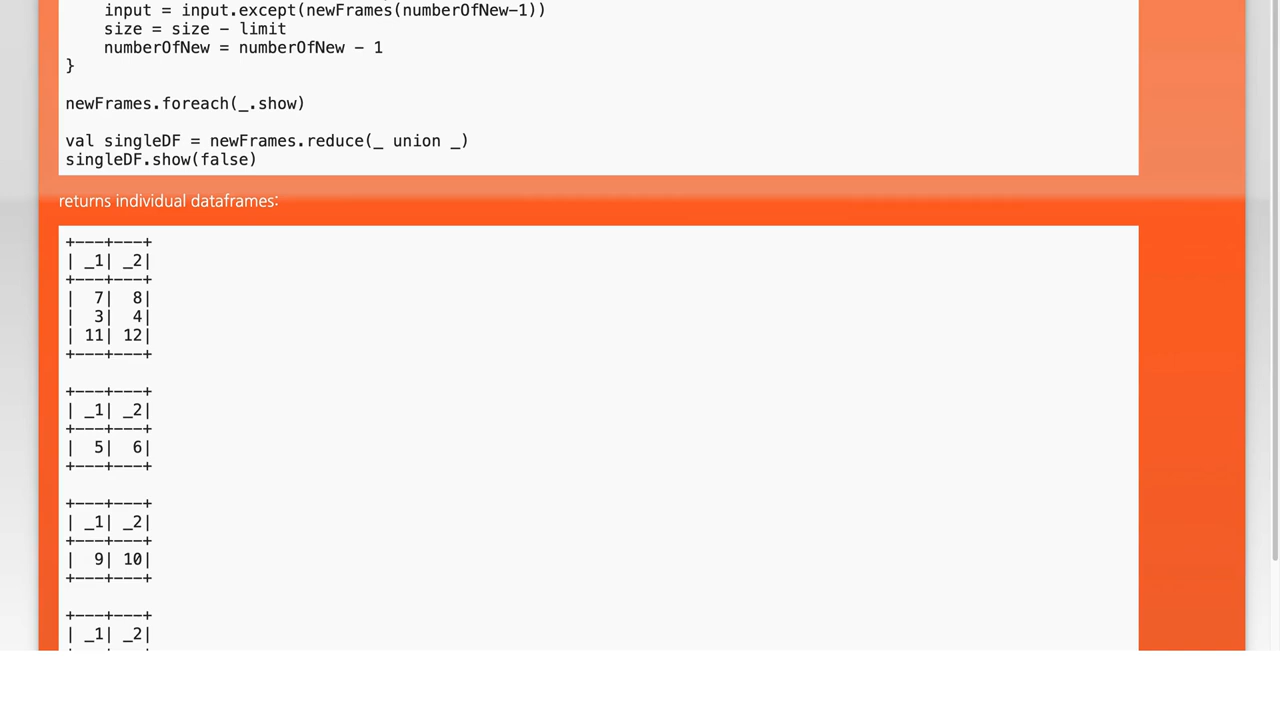 input = input.except(newFrames(numberOfNew-1))
    size = size - limit
    numberOfNew = numberOfNew - 1
}
newFrames.foreach(_.show)
val singleDF = newFrames.reduce(_ union _)
singleDF.show(false)
returns individual dataframes:
+---+---+
| _1| _2|
+---+---+
|  7|  8|
|  3|  4|
| 11| 12|
+---+---+
+---+---+
| _1| _2|
+---+---+
|  5|  6|
+---+---+
+---+---+
| _1| _2|
+---+---+
|  9| 10|
+---+---+
+---+---+
| _1| _2|